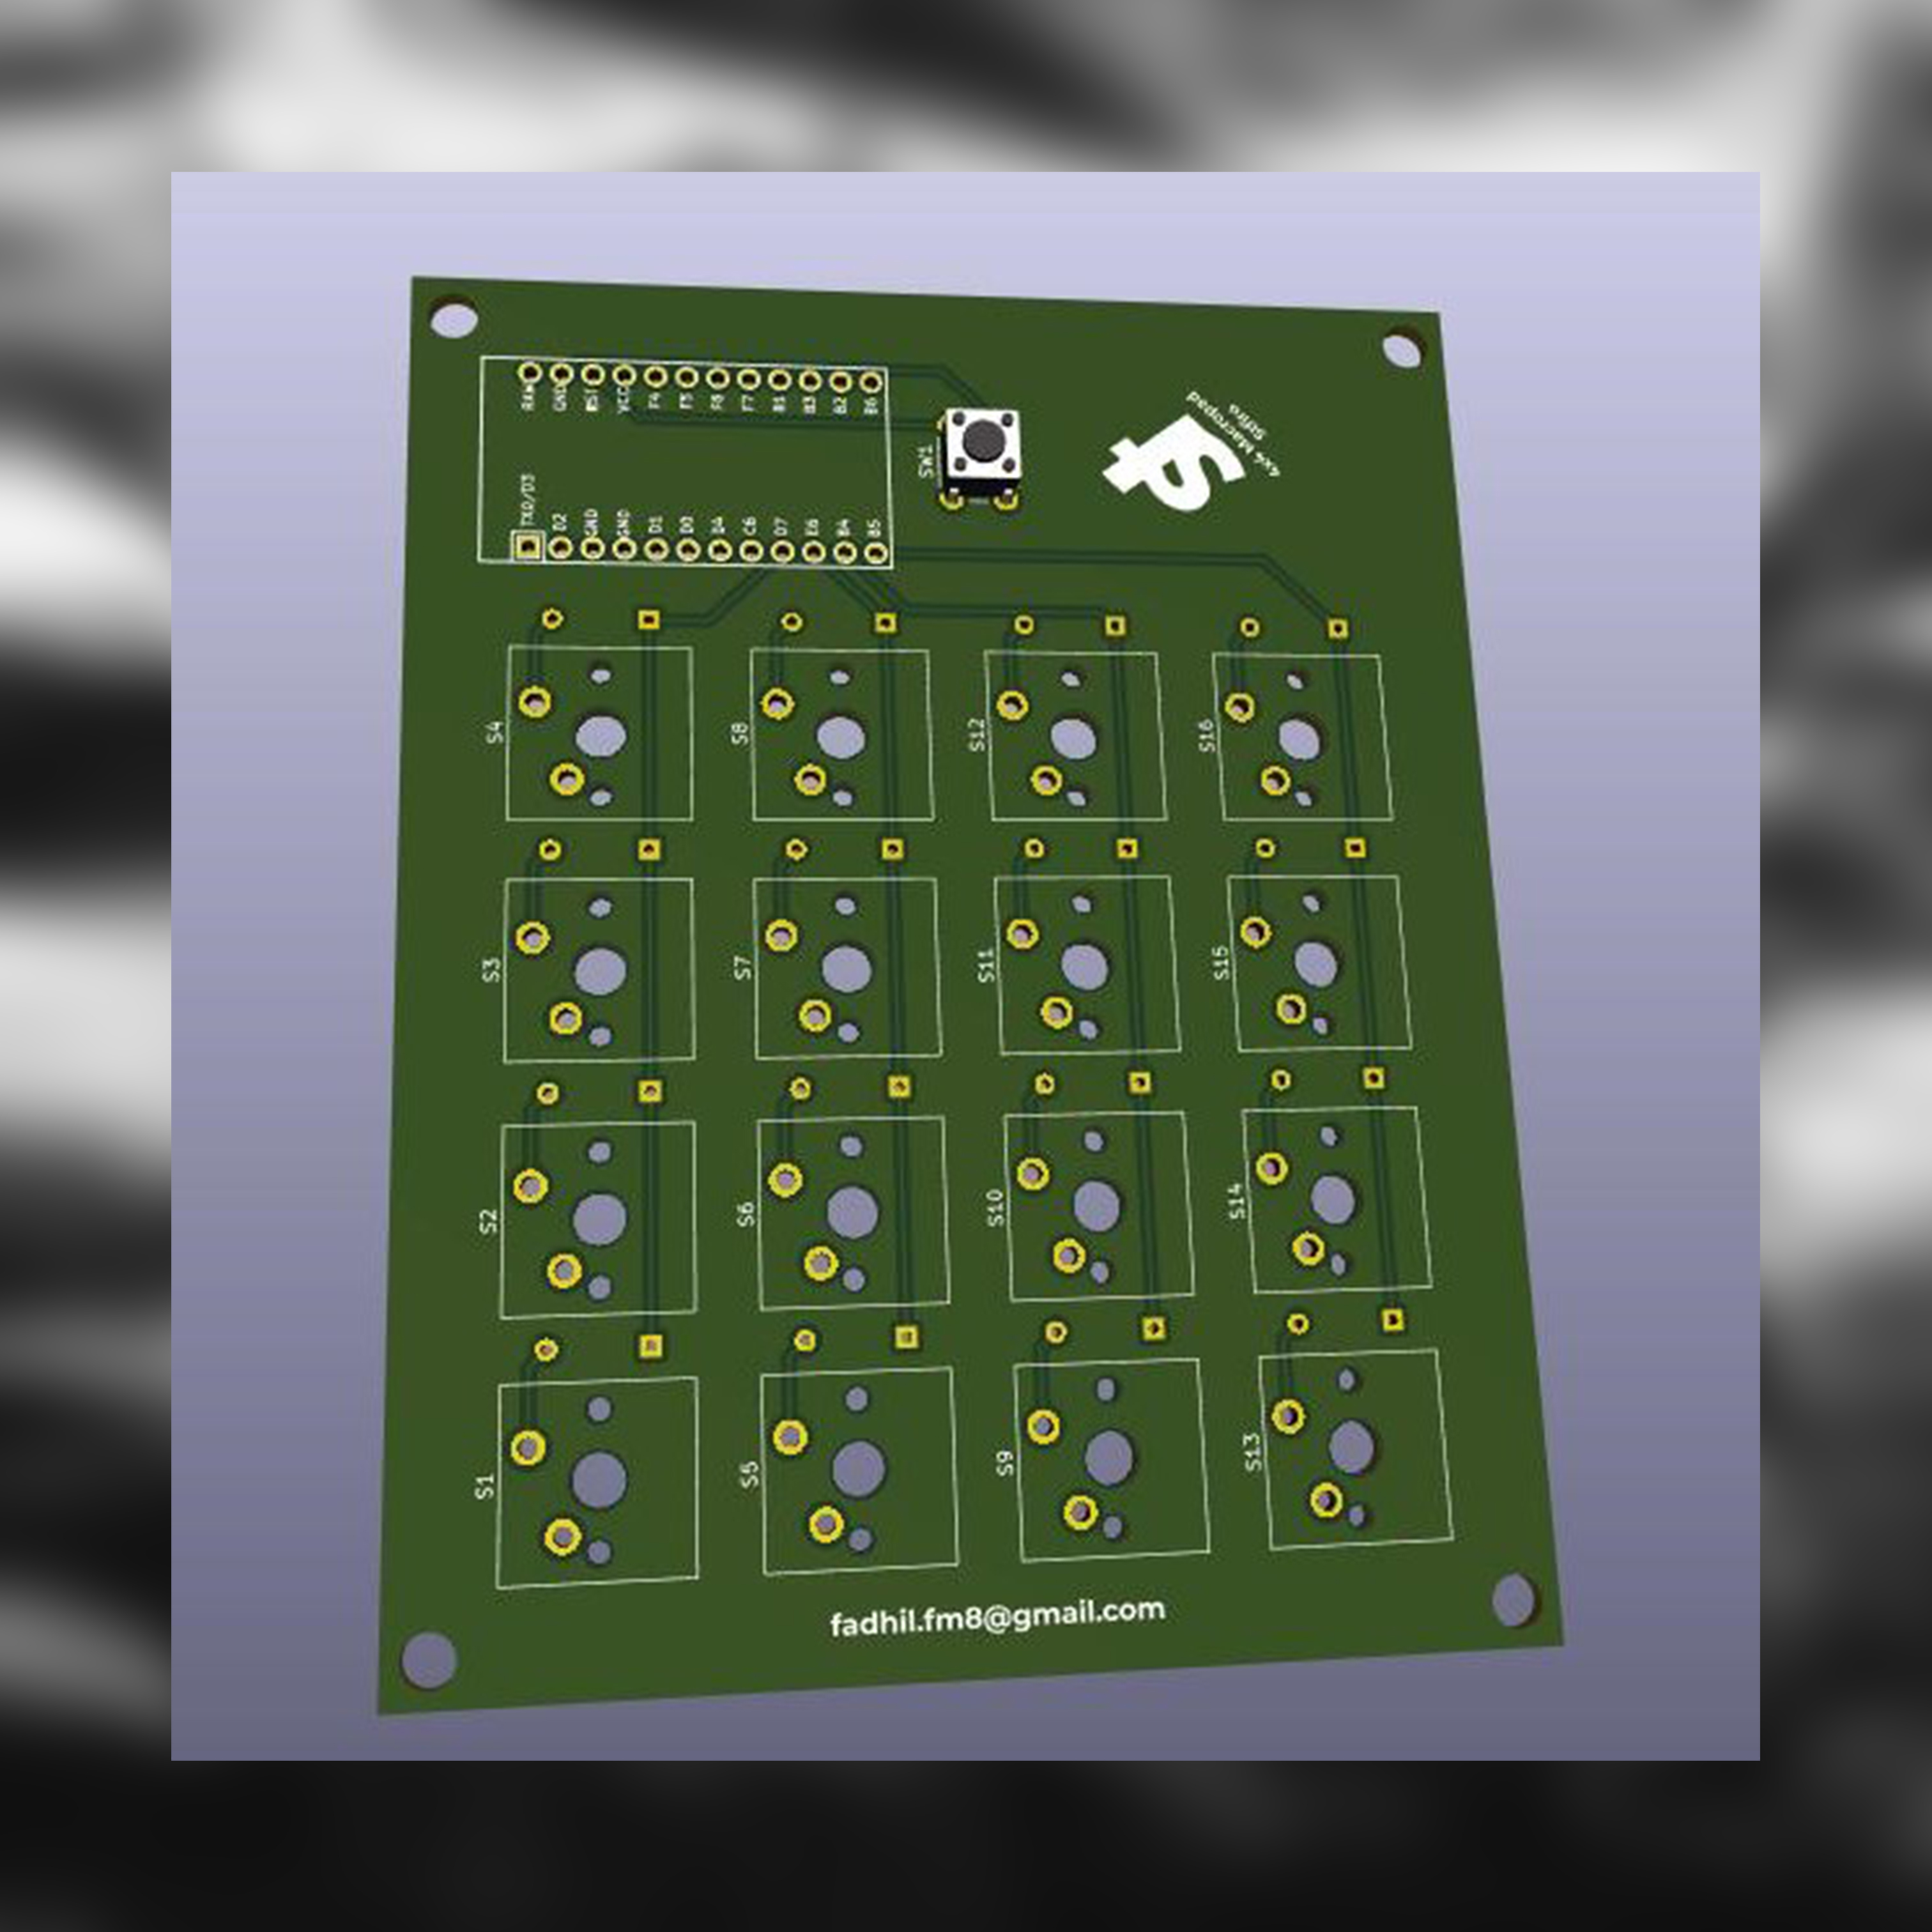 RAW GND RST VCC F4 F5 F6 F7 B1 B3 B2 B6
TX0/D3 D2 GND GND D1 D0 D4 C6 D7 E6 B4 B5
SW1
4x4 Macropad
S4 S8 S12 S16
S3 S7 S11 S15
S2 S6 S10 S14
S1 S5 S9 S13
fadhil.fm8@gmail.com